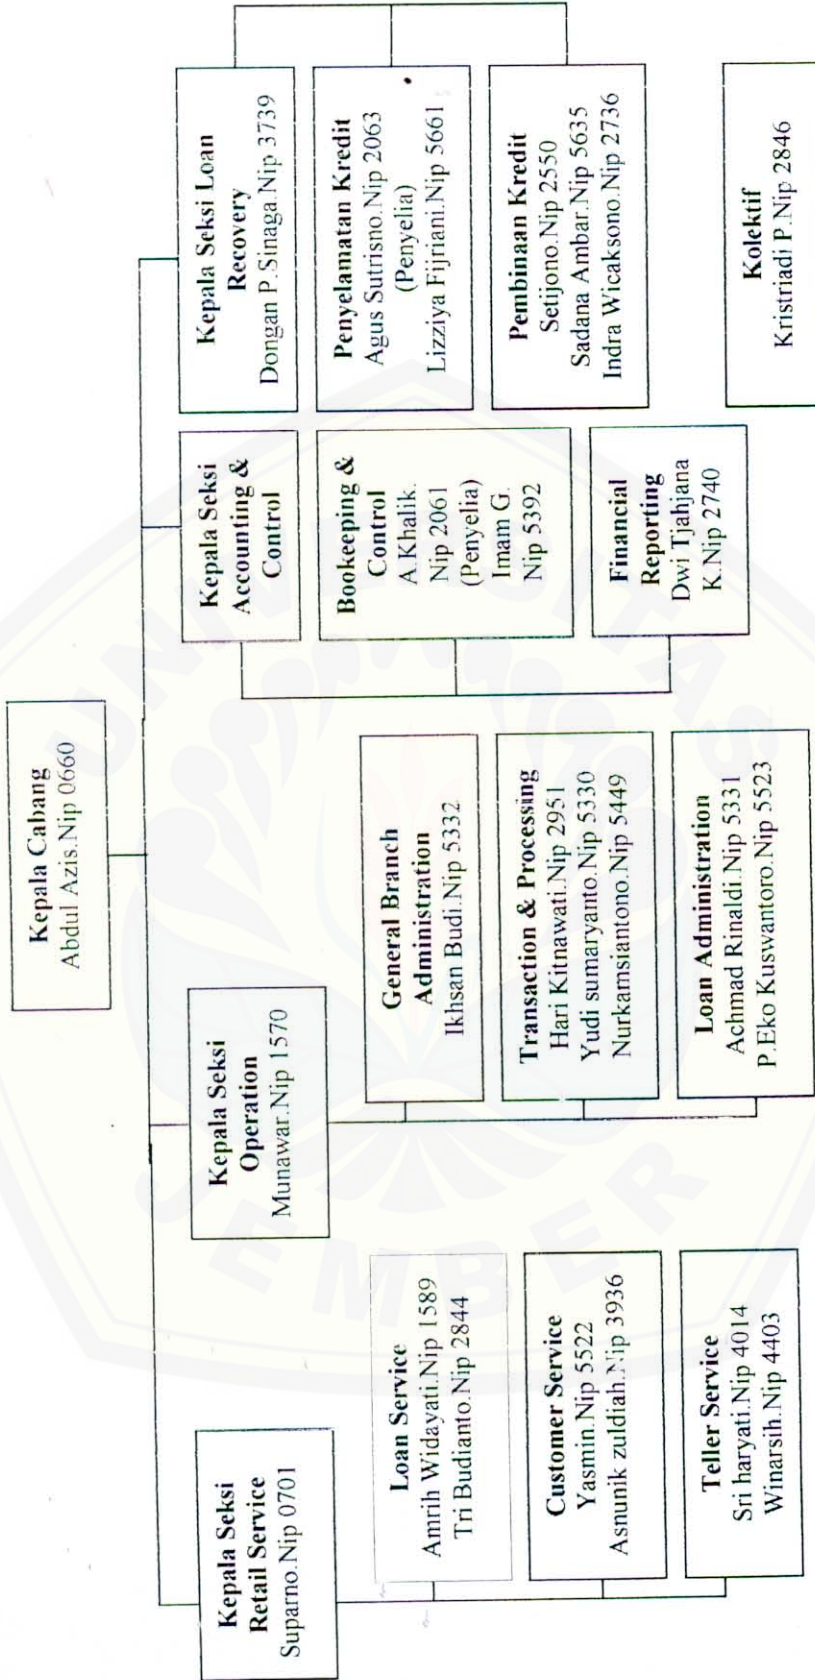 Kepala Cabang
Abdul Azis.Nip 0660
Kepala Seksi
Retail Service
Suparno.Nip 0701
Loan Service
Amrih Widayati.Nip 1589
Tri Budianto.Nip 2844
Customer Service
Yasmin.Nip 5522
Asnunik zuldiah.Nip 3936
Teller Service
Sri haryati.Nip 4014
Winarsih.Nip 4403
Kepala Seksi
Operation
Munawar.Nip 1570
General Branch
Administration
Ikhsan Budi.Nip 5332
Transaction & Processing
Hari Kitnawati.Nip 2951
Yudi sumaryanto.Nip 5330
Nurkamsiantono.Nip 5449
Loan Administration
Achmad Rinaldi.Nip 5331
P.Eko Kuswantoro.Nip 5523
Kepala Seksi
Accounting &
Control
Bookeeping &
Control
A.Khalik.
Nip 2061
(Penyelia)
Imam G.
Nip 5392
Financial
Reporting
Dwi Tjahjana
K.Nip 2740
Kepala Seksi Loan
Recovery
Dongan P.Sinaga.Nip 3739
Penyelamatan Kredit
Agus Sutrisno.Nip 2063
(Penyelia)
Lizziya Fijriani.Nip 5661
Pembinaan Kredit
Setijono.Nip 2550
Sadana Ambar.Nip 5635
Indra Wicaksono.Nip 2736
Kolektif
Kristriadi P.Nip 2846
UNIVERSITAS
JEMBER